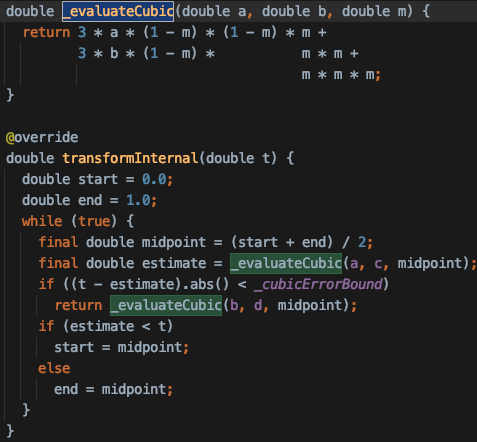 double _evaluateCubic(double a, double b, double m) {
  return 3 * a * (1 - m) * (1 - m) * m +
         3 * b * (1 - m) *           m * m +
                                     m * m * m;
}
@override
double transformInternal(double t) {
  double start = 0.0;
  double end = 1.0;
  while (true) {
    final double midpoint = (start + end) / 2;
    final double estimate = _evaluateCubic(a, c, midpoint);
    if ((t - estimate).abs() < _cubicErrorBound)
      return _evaluateCubic(b, d, midpoint);
    if (estimate < t)
      start = midpoint;
    else
      end = midpoint;
  }
}